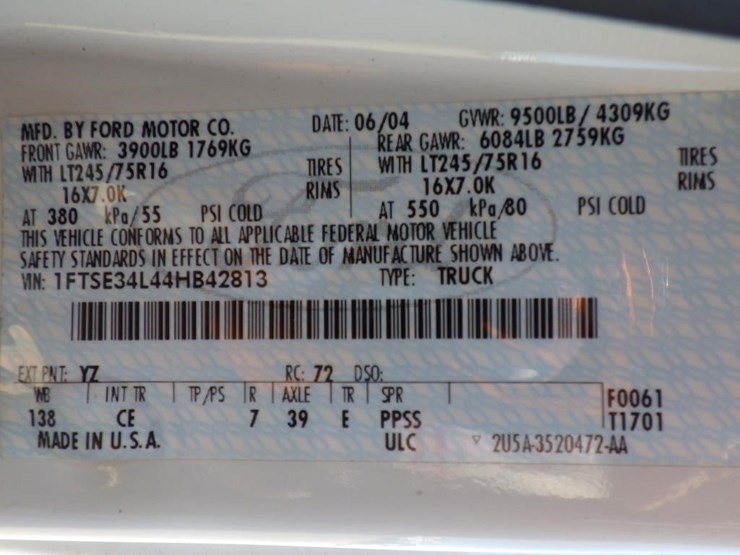 MFD. BY FORD MOTOR CO. DATE: 06/04 GVWR: 9500LB / 4309KG
FRONT GAWR: 3900LB 1769KG REAR GAWR: 6084LB 2759KG
WITH LT245/75R16 TIRES WITH LT245/75R16 TIRES
16X7.0K RIMS 16X7.0K RIMS
AT 380 kPa/55 PSI COLD AT 550 kPa/80 PSI COLD
THIS VEHICLE CONFORMS TO ALL APPLICABLE FEDERAL MOTOR VEHICLE
SAFETY STANDARDS IN EFFECT ON THE DATE OF MANUFACTURE SHOWN ABOVE.
VIN: 1FTSE34L44HB42813 TYPE: TRUCK
EXT PNT: YZ RC: 72 DSO:
WB INT TR TP/PS R AXLE TR SPR F0061
138 CE 7 39 E PPSS T1701
MADE IN U.S.A. ULC 2U5A-3520472-AA